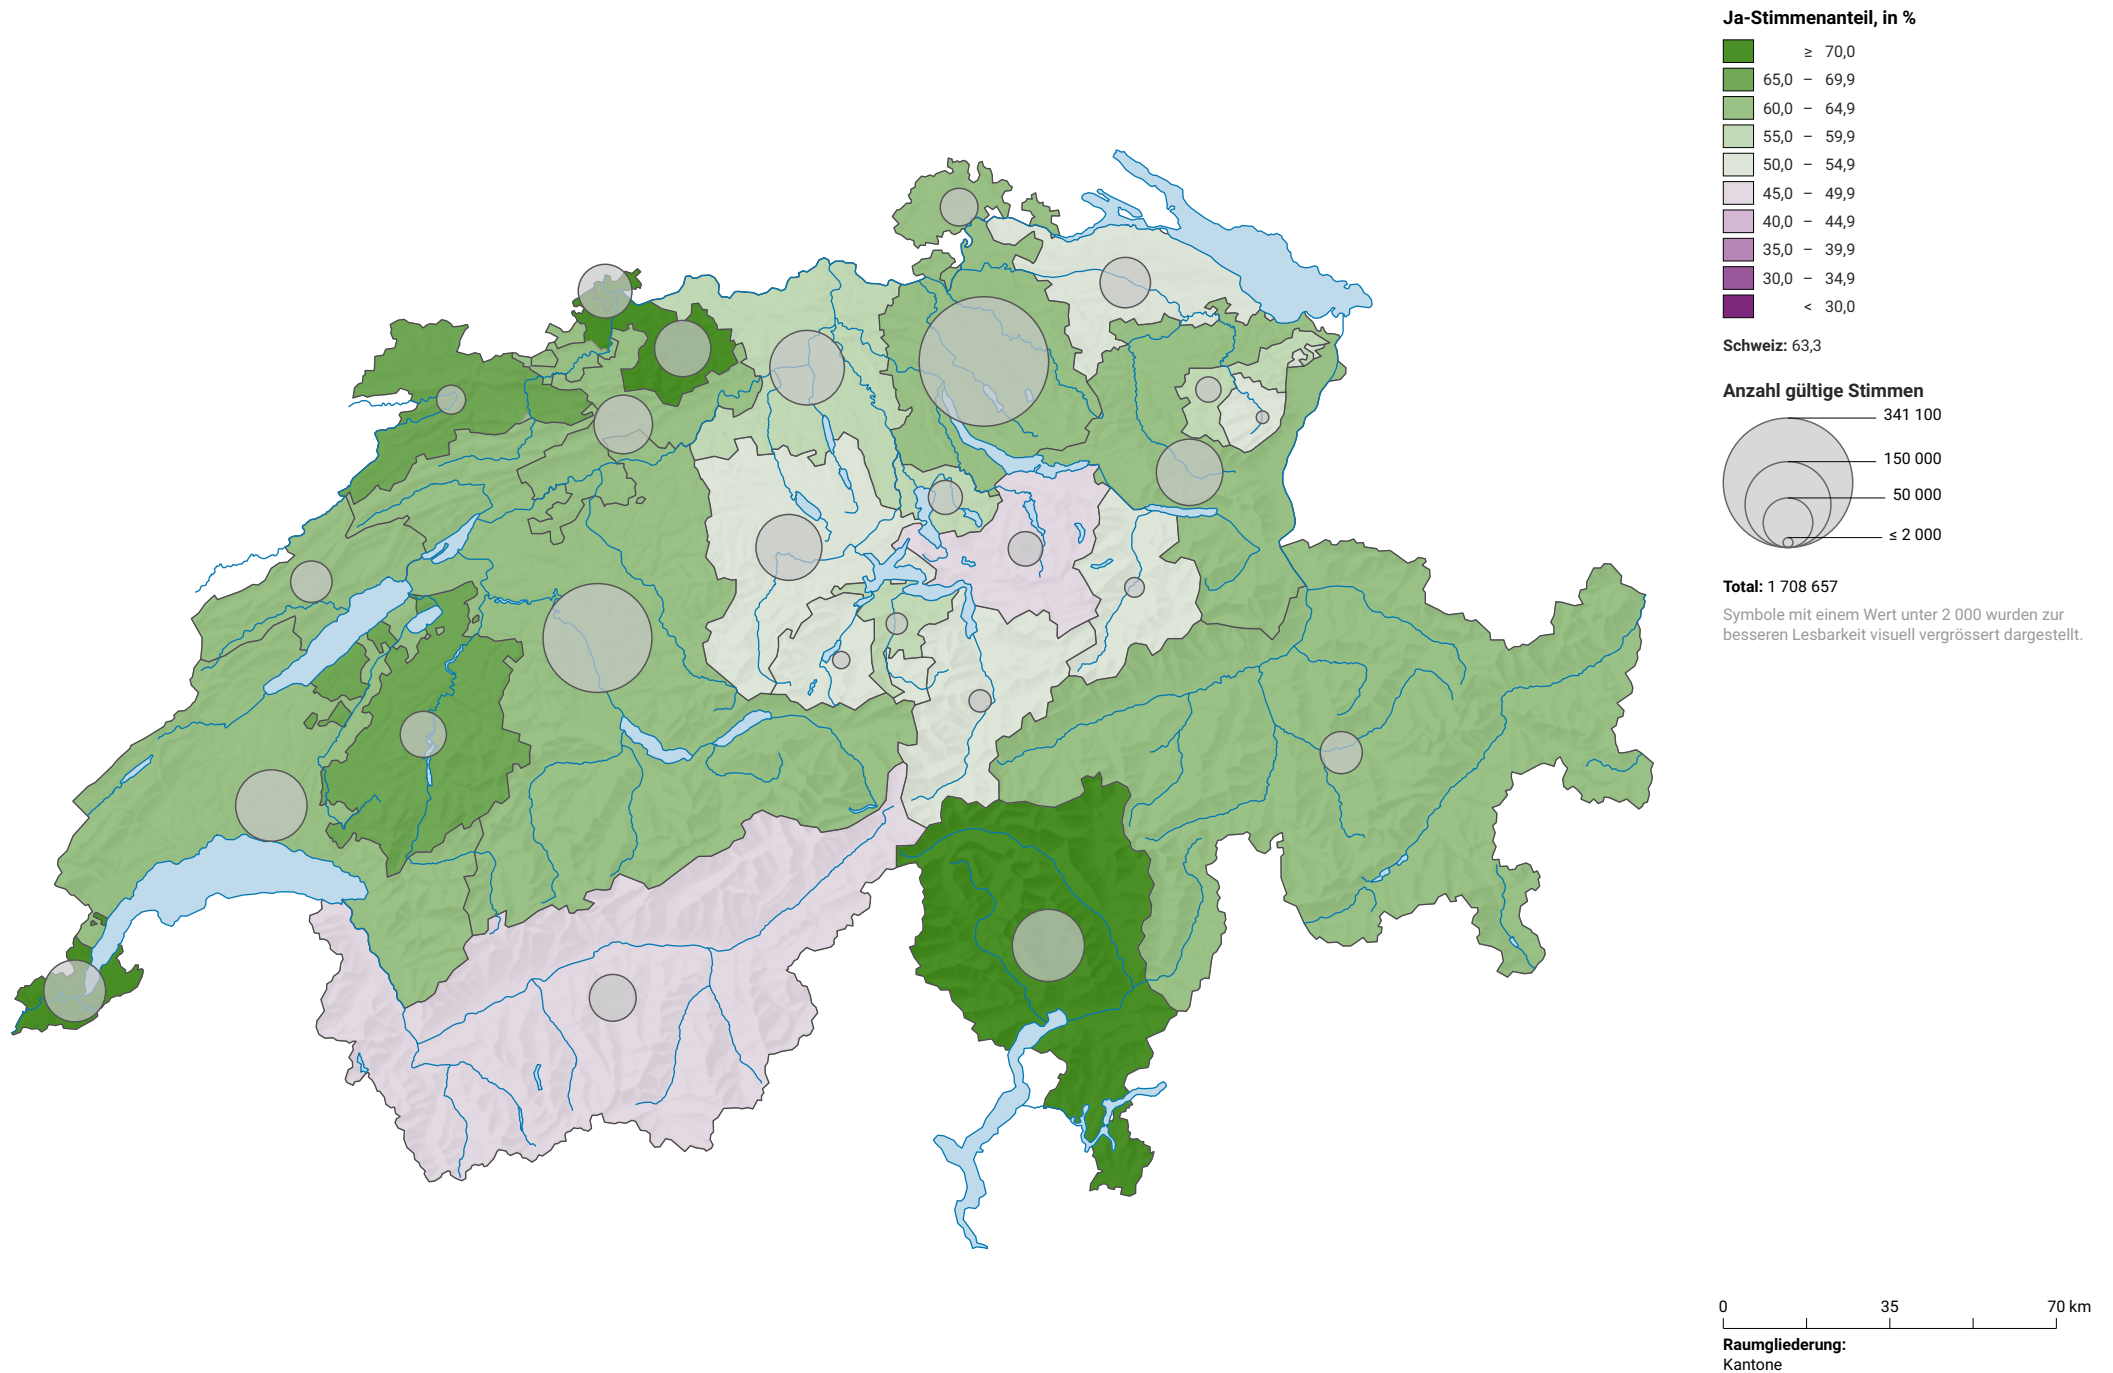 Ja-Stimmenanteil, in %
≥ 70,0
65,0 – 69,9
60,0 – 64,9
55,0 – 59,9
50,0 – 54,9
45,0 – 49,9
40,0 – 44,9
35,0 – 39,9
30,0 – 34,9
< 30,0
Schweiz: 63,3
Anzahl gültige Stimmen
341 100
150 000
50 000
≤ 2 000
Total: 1 708 657
Symbole mit einem Wert unter 2 000 wurden zur
besseren Lesbarkeit visuell vergrössert dargestellt.
0 35 70 km
Raumgliederung:
Kantone